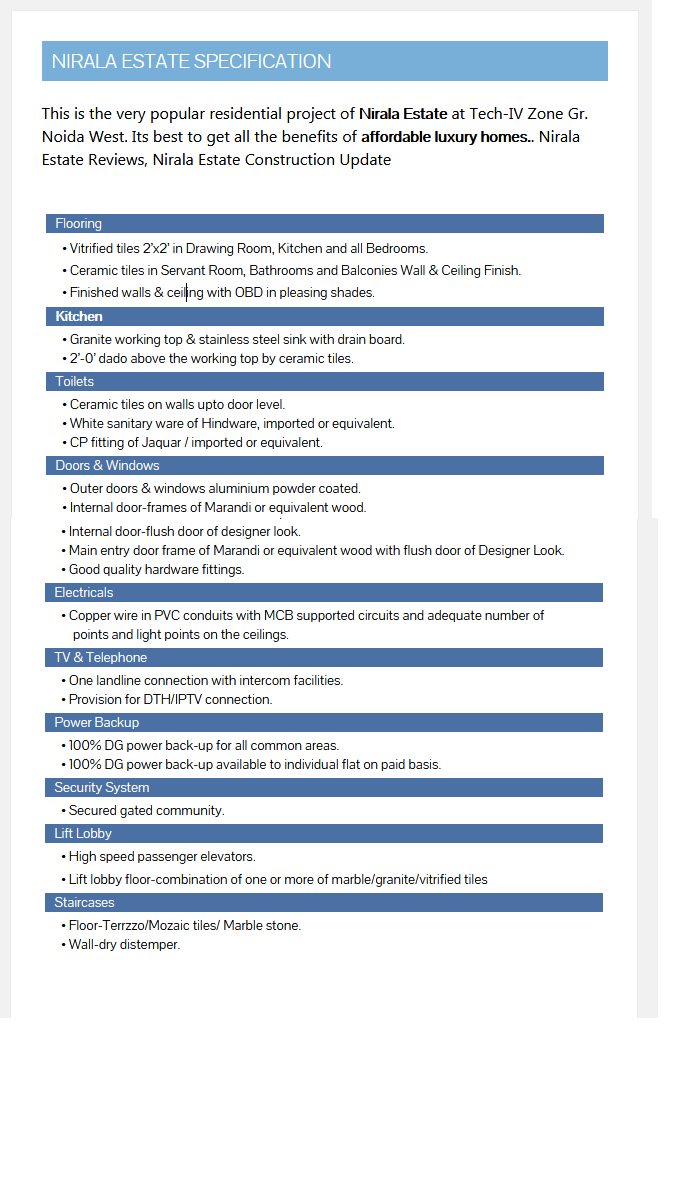 NIRALA ESTATE SPECIFICATION
This is the very popular residential project of Nirala Estate at Tech-IV Zone Gr.
Noida West. Its best to get all the benefits of affordable luxury homes.. Nirala
Estate Reviews, Nirala Estate Construction Update
Flooring
• Vitrified tiles 2'x2' in Drawing Room, Kitchen and all Bedrooms.
• Ceramic tiles in Servant Room, Bathrooms and Balconies Wall & Ceiling Finish.
• Finished walls & ceiling with OBD in pleasing shades.
Kitchen
• Granite working top & stainless steel sink with drain board.
• 2'-0' dado above the working top by ceramic tiles.
Toilets
• Ceramic tiles on walls upto door level.
• White sanitary ware of Hindware, imported or equivalent.
• CP fitting of Jaquar / imported or equivalent.
Doors & Windows
• Outer doors & windows aluminium powder coated.
• Internal door-frames of Marandi or equivalent wood.
• Internal door-flush door of designer look.
• Main entry door frame of Marandi or equivalent wood with flush door of Designer Look.
• Good quality hardware fittings.
Electricals
• Copper wire in PVC conduits with MCB supported circuits and adequate number of
points and light points on the ceilings.
TV & Telephone
• One landline connection with intercom facilities.
• Provision for DTH/IPTV connection.
Power Backup
• 100% DG power back-up for all common areas.
• 100% DG power back-up available to individual flat on paid basis.
Security System
• Secured gated community.
Lift Lobby
• High speed passenger elevators.
• Lift lobby floor-combination of one or more of marble/granite/vitrified tiles
Staircases
• Floor-Terrzzo/Mozaic tiles/ Marble stone.
• Wall-dry distemper.